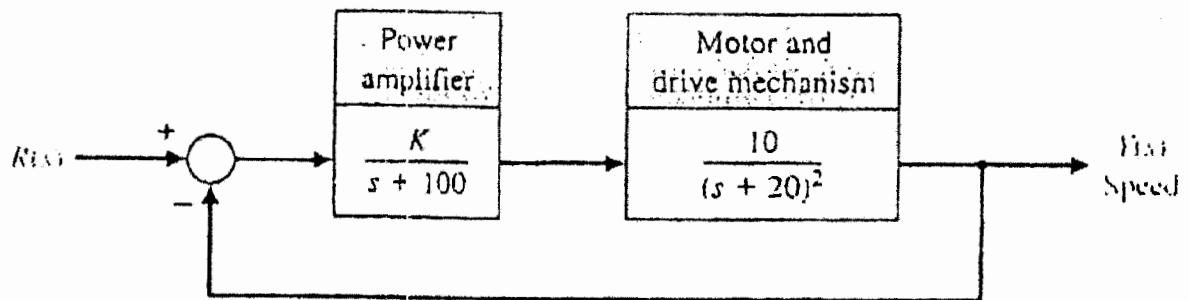 Power
amplifier
Motor and
drive mechanism
+
R(s)
K
s + 100
10
(s + 20)²
Y(s)
Speed
−